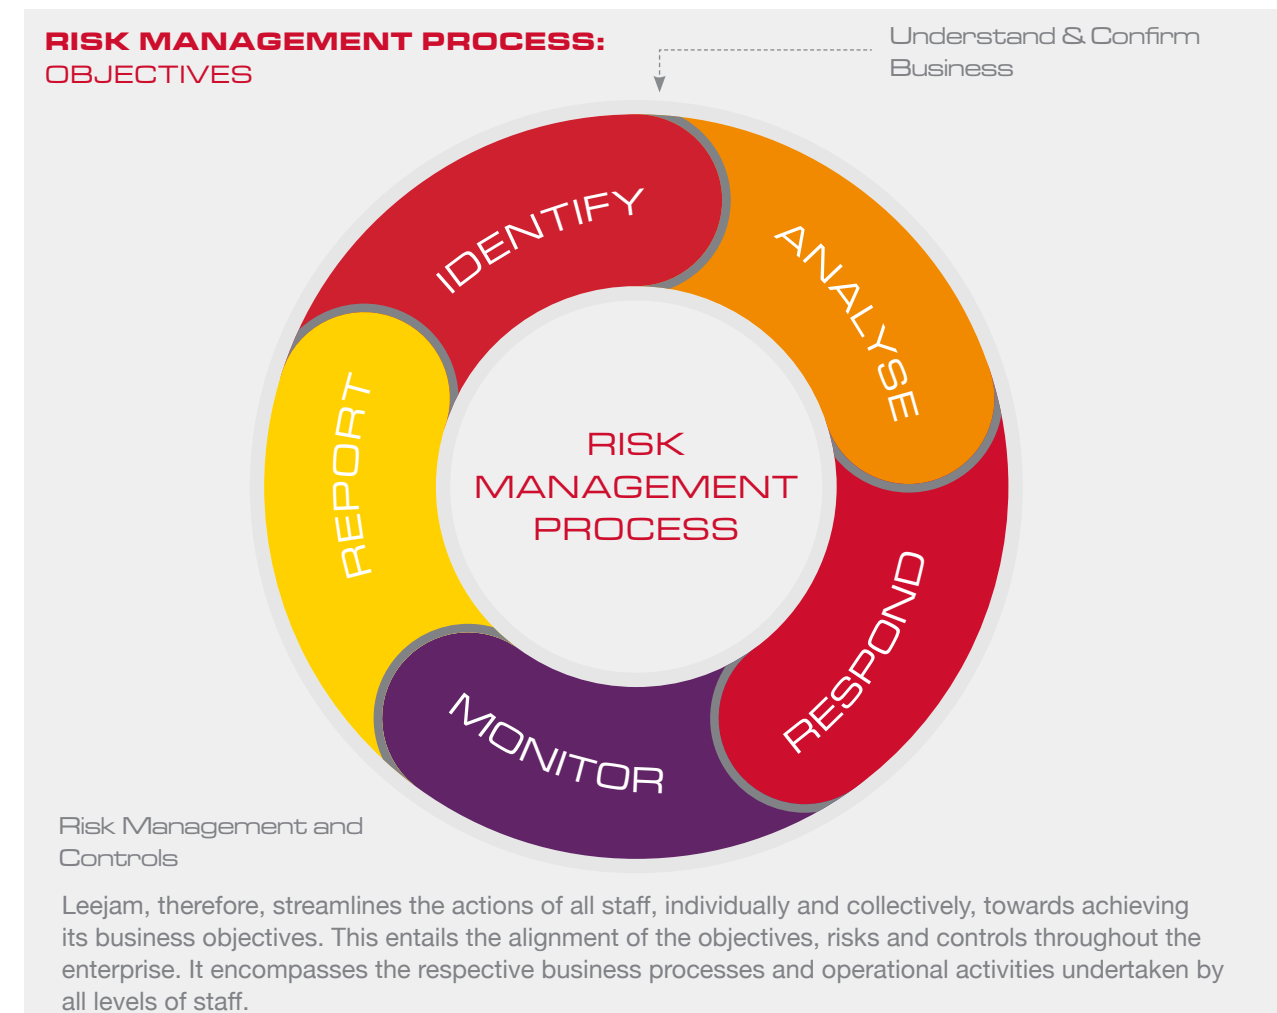 RISK MANAGEMENT PROCESS:
OBJECTIVES
Understand & Confirm
Business
IDENTIFY
ANALYSE
RESPOND
MONITOR
REPORT
RISK
MANAGEMENT
PROCESS
Risk Management and
Controls
Leejam, therefore, streamlines the actions of all staff, individually and collectively, towards achieving
its business objectives. This entails the alignment of the objectives, risks and controls throughout the
enterprise. It encompasses the respective business processes and operational activities undertaken by
all levels of staff.